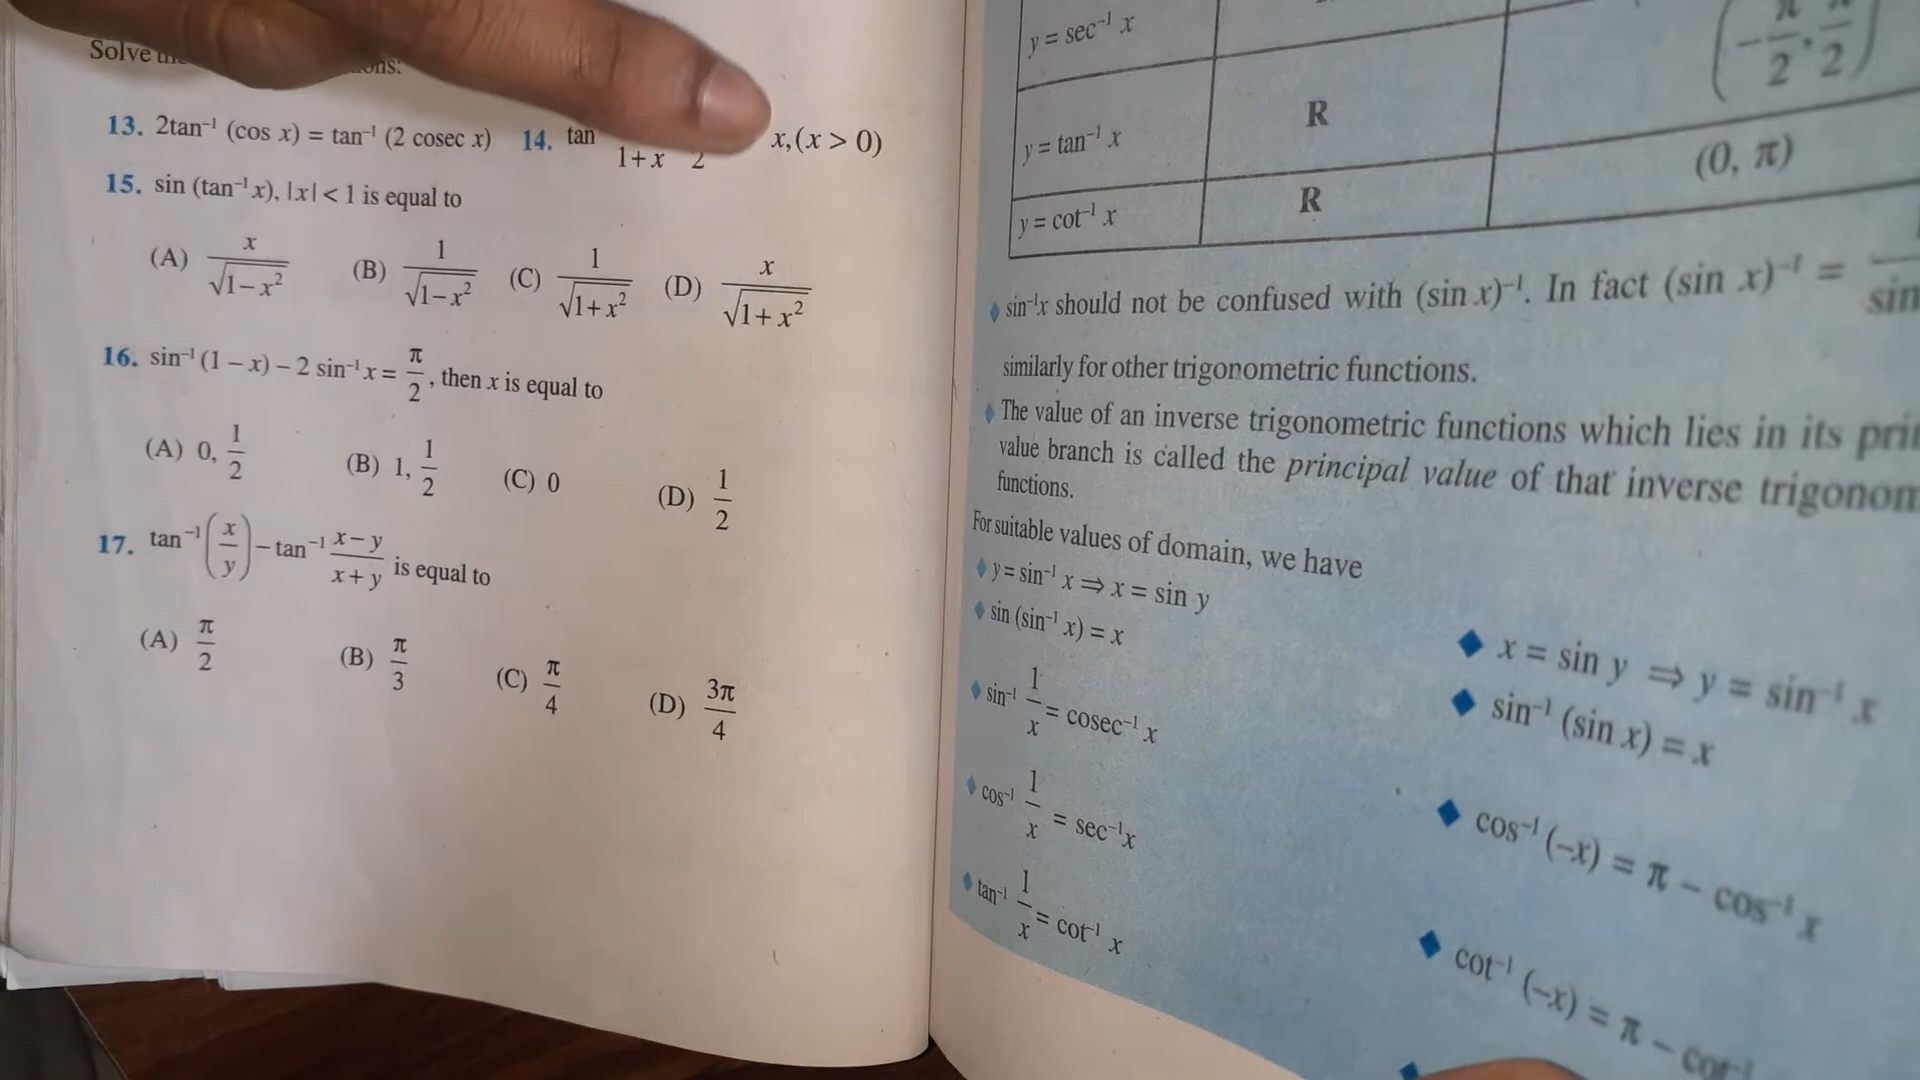 Solve
13. 2tan⁻¹ (cos x) = tan⁻¹ (2 cosec x) 14. tan 1+x 2 x, (x > 0)
15. sin (tan⁻¹x), |x| < 1 is equal to
(A) x/√(1−x²) (B) 1/√(1−x²) (C) 1/√(1+x²) (D) x/√(1+x²)
16. sin⁻¹ (1 – x) – 2 sin⁻¹x = π/2, then x is equal to
(A) 0, 1/2 (B) 1, 1/2 (C) 0 (D) 1/2
17. tan⁻¹(x/y) – tan⁻¹ (x−y)/(x+y) is equal to
(A) π/2 (B) π/3 (C) π/4 (D) 3π/4
y = sec⁻¹ x
y = tan⁻¹ x R (−π/2, π/2)
y = cot⁻¹ x R (0, π)
sin⁻¹x should not be confused with (sin x)⁻¹. In fact (sin x)⁻¹ =
similarly for other trigonometric functions.
The value of an inverse trigonometric functions which lies in its
value branch is called the principal value of that inverse
functions.
For suitable values of domain, we have
y = sin⁻¹ x ⇒ x = sin y
x = sin y ⇒ y = sin⁻¹ x
sin (sin⁻¹ x) = x
sin⁻¹ (sin x) = x
sin⁻¹ 1/x = cosec⁻¹ x
cos⁻¹ (–x) = π – cos⁻¹ x
cos⁻¹ 1/x = sec⁻¹x
cot⁻¹ (–x) = π – cot⁻¹
tan⁻¹ 1/x = cot⁻¹ x